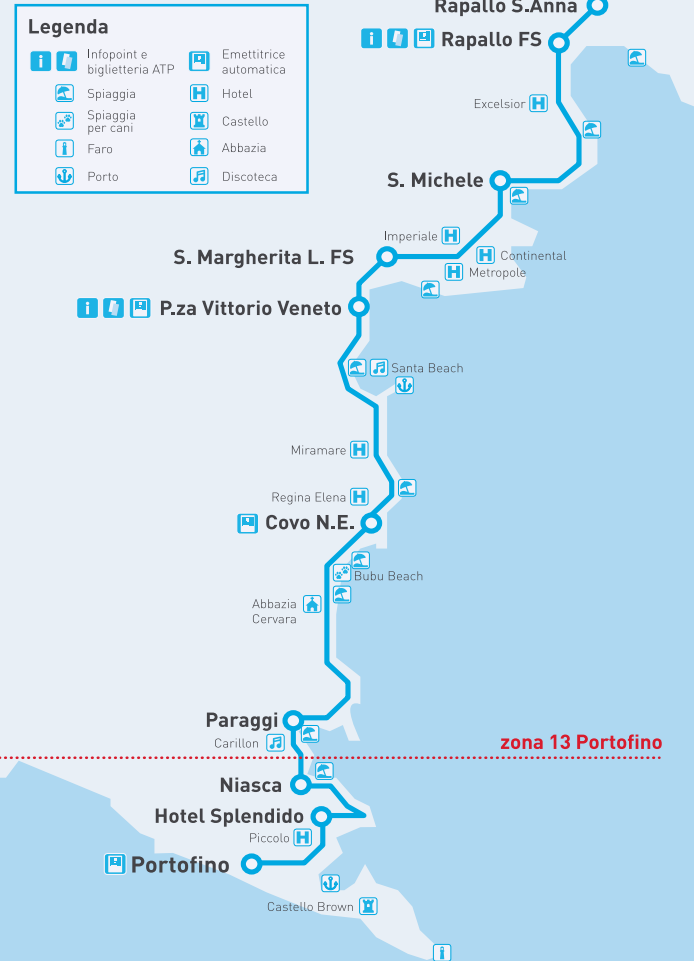 Rapallo S.Anna
Legenda
Infopoint e
biglietteria ATP
Emettitrice
automatica
Spiaggia
Hotel
Spiaggia
per cani
Castello
Faro
Abbazia
Porto
Discoteca
Rapallo FS
Excelsior
S. Michele
Imperiale
S. Margherita L. FS
Continental
Metropole
P.za Vittorio Veneto
Santa Beach
Miramare
Regina Elena
Covo N.E.
Bubu Beach
Abbazia
Cervara
Paraggi
Carillon
zona 13 Portofino
Niasca
Hotel Splendido
Piccolo
Portofino
Castello Brown